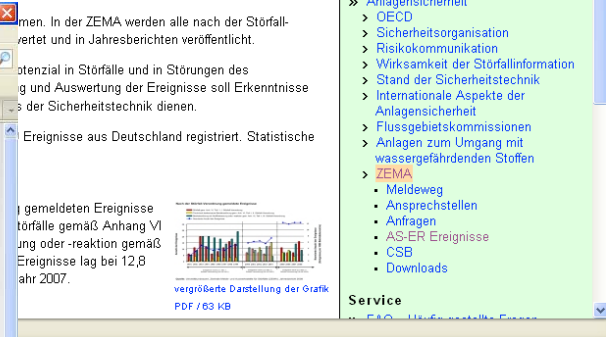 men. In der ZEMA werden alle nach der Störfall-
wertet und in Jahresberichten veröffentlicht.
otenzial in Störfälle und in Störungen des
g und Auswertung der Ereignisse soll Erkenntnisse
s der Sicherheitstechnik dienen.
Ereignisse aus Deutschland registriert. Statistische
g gemeldeten Ereignisse
törfälle gemäß Anhang VI
ung oder -reaktion gemäß
Ereignisse lag bei 12,8
ahr 2007.
vergrößerte Darstellung der Grafik
PDF / 63 KB
Anlagensicherheit
OECD
Sicherheitsorganisation
Risikokommunikation
Wirksamkeit der Störfallinformation
Stand der Sicherheitstechnik
Internationale Aspekte der
Anlagensicherheit
Flussgebietskommissionen
Anlagen zum Umgang mit
wassergefährdenden Stoffen
ZEMA
Meldeweg
Ansprechstellen
Anfragen
AS-ER Ereignisse
CSB
Downloads
Service
FAQ - Häufig gestellte Fragen